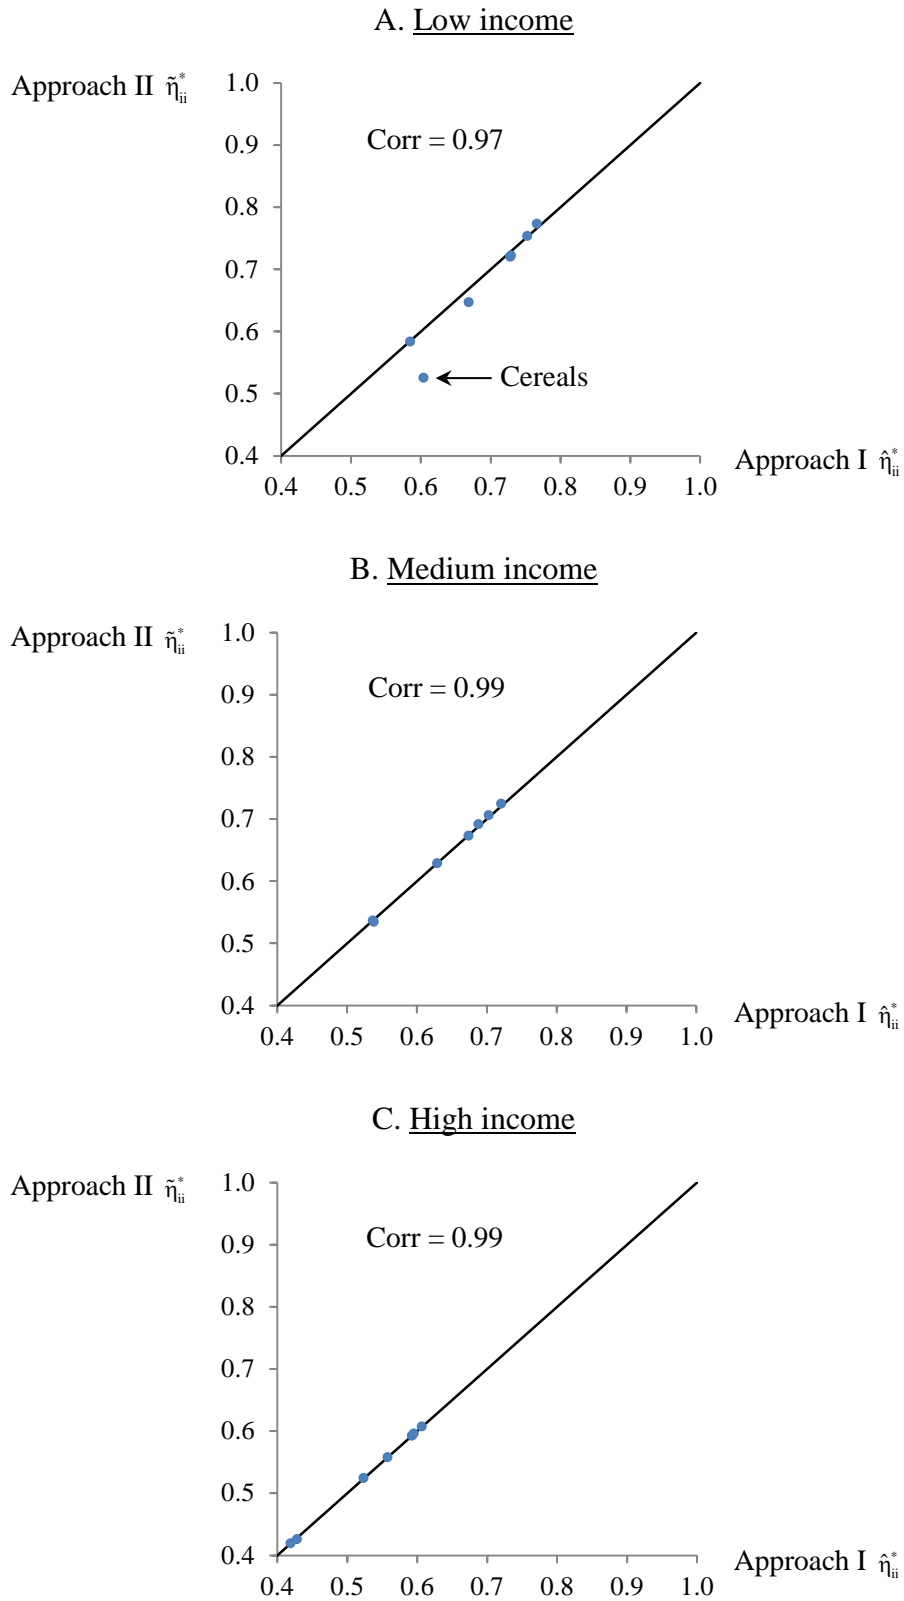 A. Low income
Approach II η̃*ii
1.0
Corr = 0.97
0.9
0.8
0.7
0.6
Cereals
0.5
0.4
Approach I η̂*ii
0.4 0.5 0.6 0.7 0.8 0.9 1.0
B. Medium income
Approach II η̃*ii
1.0
Corr = 0.99
0.9
0.8
0.7
0.6
0.5
0.4
Approach I η̂*ii
0.4 0.5 0.6 0.7 0.8 0.9 1.0
C. High income
Approach II η̃*ii
1.0
Corr = 0.99
0.9
0.8
0.7
0.6
0.5
0.4
Approach I η̂*ii
0.4 0.5 0.6 0.7 0.8 0.9 1.0